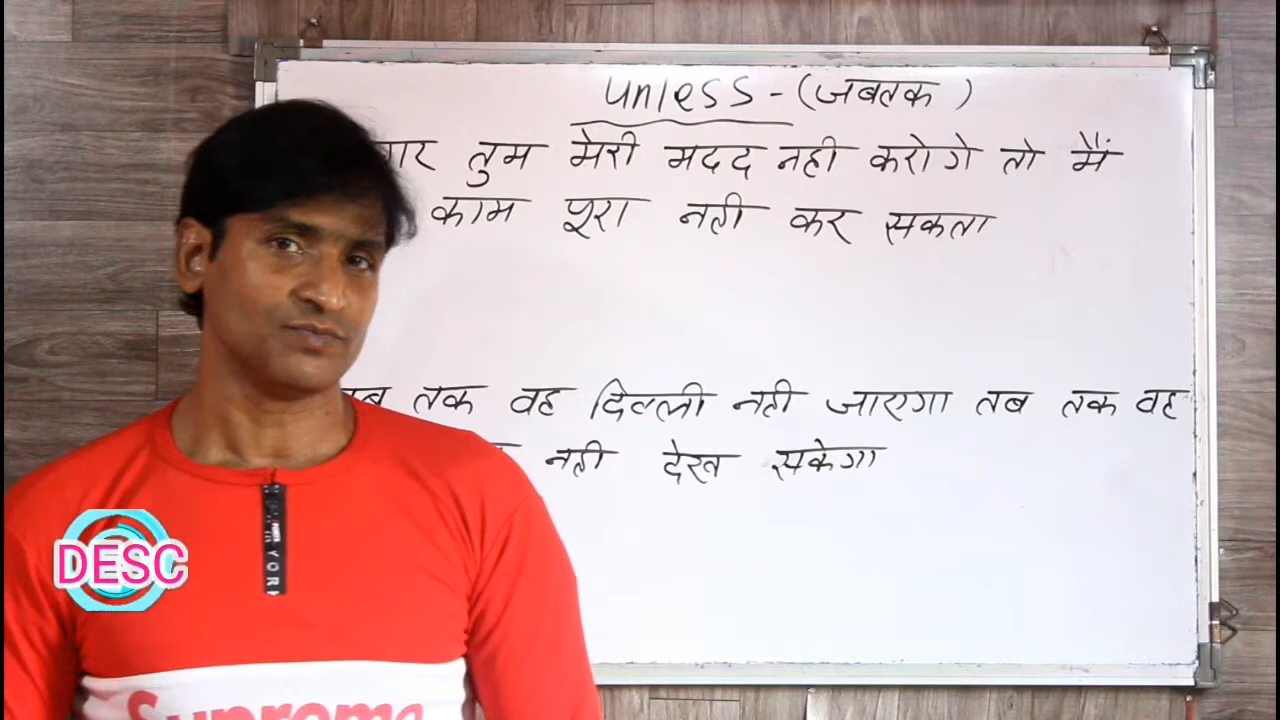 unless - (जबतक )
तुम मेरी मदद नही करोगे तो मैं
काम पूरा नही कर सकता
तक वह दिल्ली नही जाएगा तब तक वह
नही देख सकेगा
DESC
YORK
Supreme